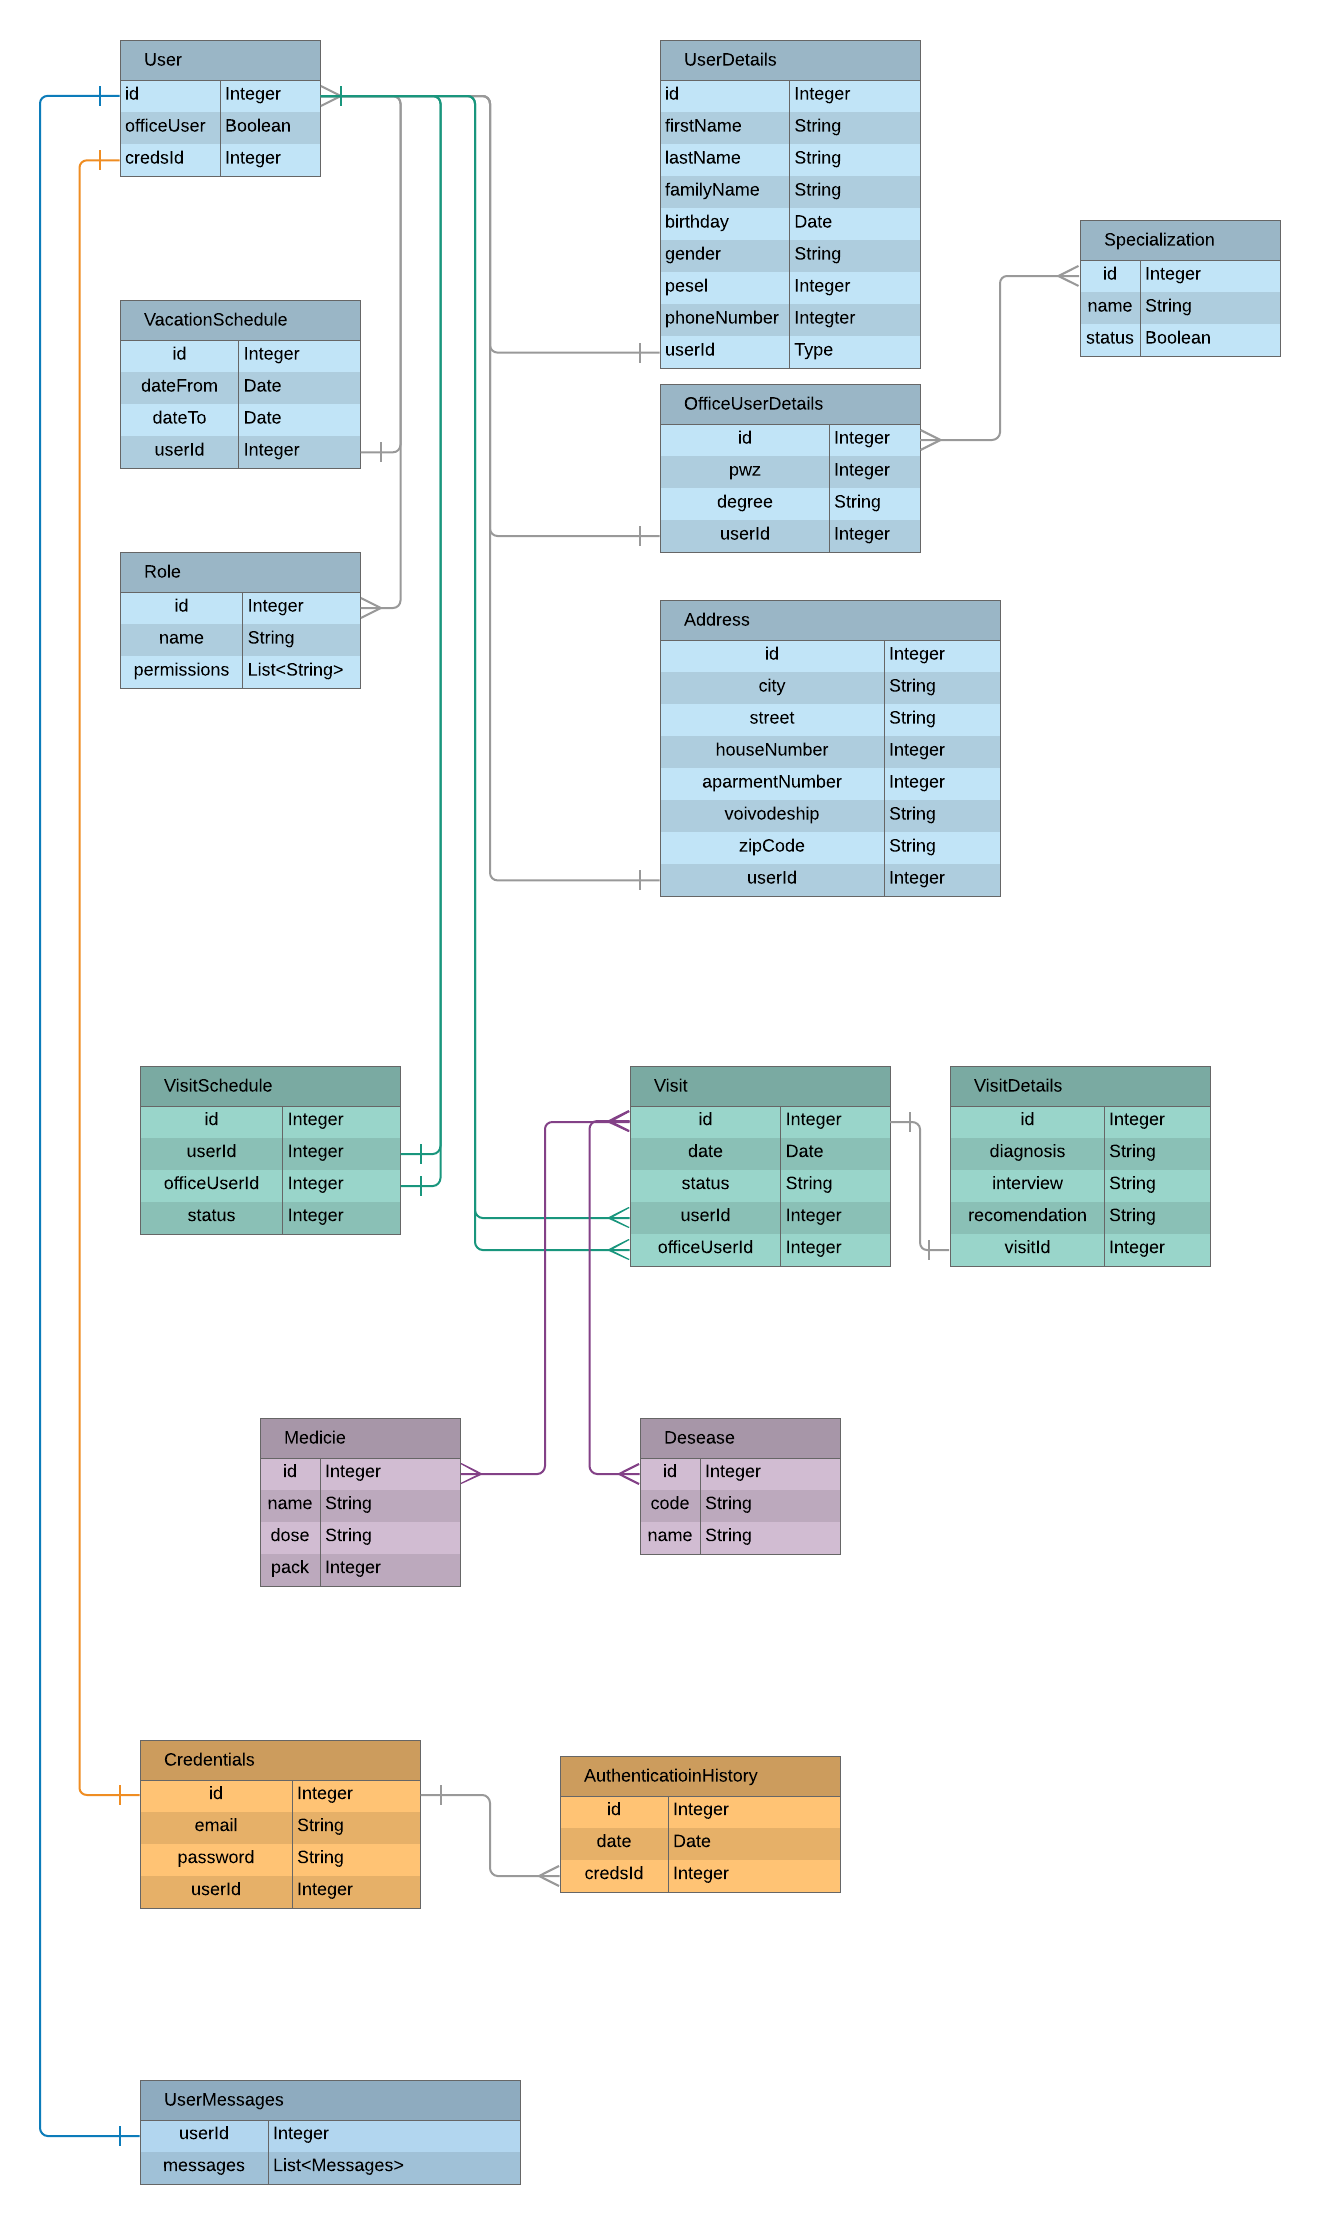 User
id Integer
officeUser Boolean
credsId Integer
UserDetails
id Integer
firstName String
lastName String
familyName String
birthday Date
gender String
pesel Integer
phoneNumber Integter
userId Type
Specialization
id Integer
name String
status Boolean
VacationSchedule
id Integer
dateFrom Date
dateTo Date
userId Integer
OfficeUserDetails
id Integer
pwz Integer
degree String
userId Integer
Role
id Integer
name String
permissions List<String>
Address
id Integer
city String
street String
houseNumber Integer
aparmentNumber Integer
voivodeship String
zipCode String
userId Integer
VisitSchedule
id Integer
userId Integer
officeUserId Integer
status Integer
Visit
id Integer
date Date
status String
userId Integer
officeUserId Integer
VisitDetails
id Integer
diagnosis String
interview String
recomendation String
visitId Integer
Medicie
id Integer
name String
dose String
pack Integer
Desease
id Integer
code String
name String
Credentials
id Integer
email String
password String
userId Integer
AuthenticatioinHistory
id Integer
date Date
credsId Integer
UserMessages
userId Integer
messages List<Messages>